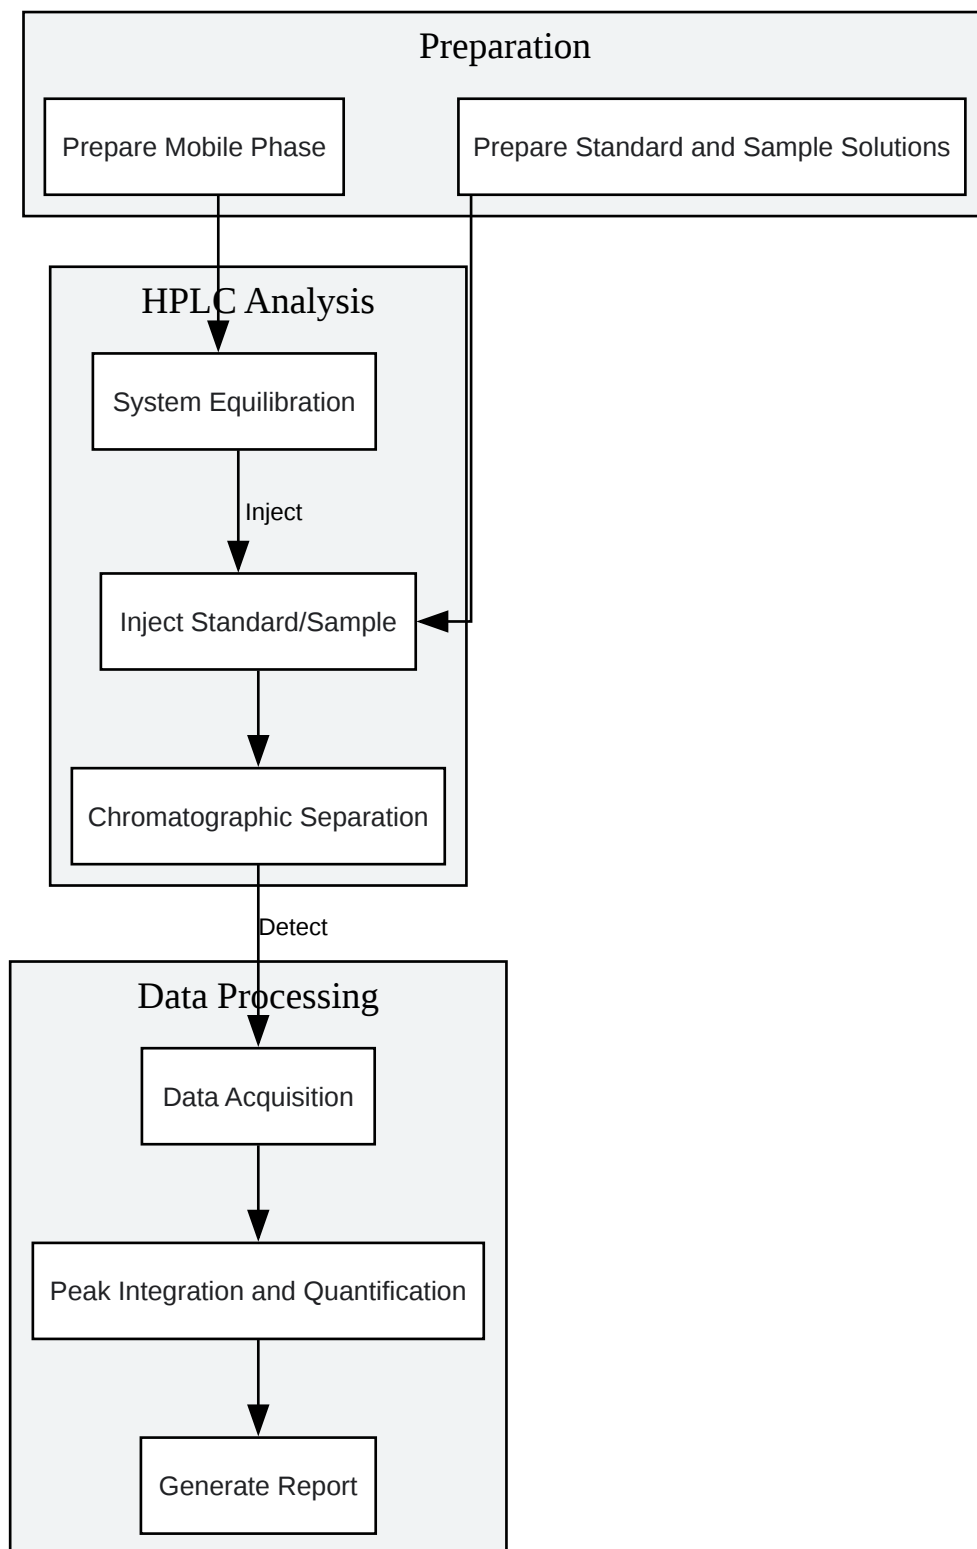 Preparation
Prepare Mobile Phase
Prepare Standard and Sample Solutions
HPLC Analysis
System Equilibration
Inject
Inject Standard/Sample
Chromatographic Separation
Detect
Data Processing
Data Acquisition
Peak Integration and Quantification
Generate Report